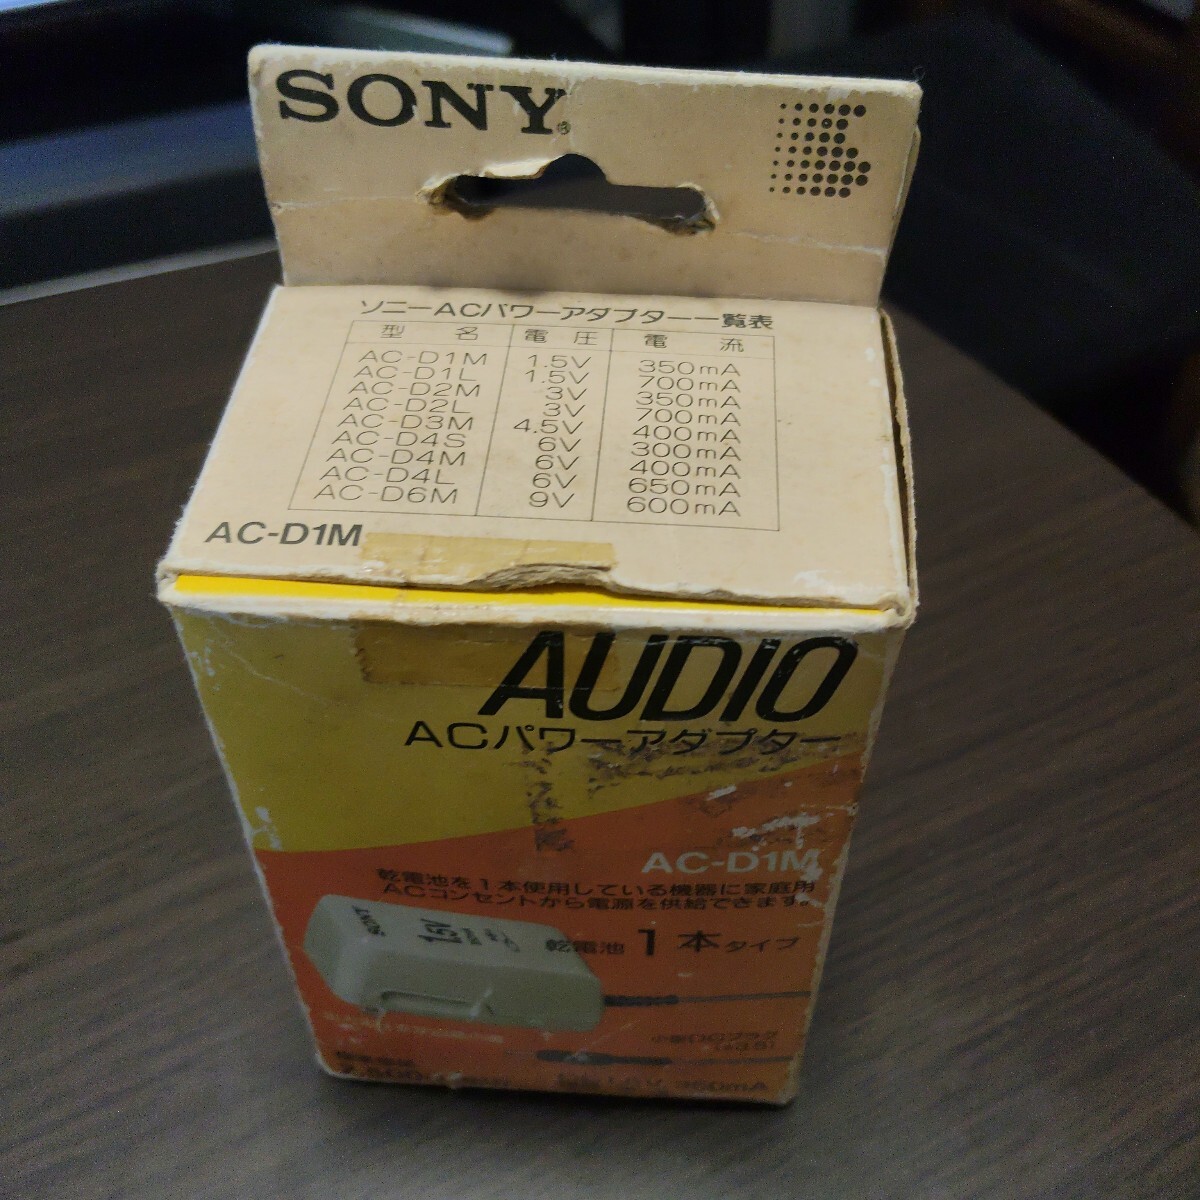 SONY®
ソニーACパワーアダプター一覧表
型 名 電 圧 電 流
AC-D1M 1.5V 350mA
AC-D1L 1.5V 700mA
AC-D2M 3V 350mA
AC-D2L 3V 700mA
AC-D3M 4.5V 400mA
AC-D4S 6V 300mA
AC-D4M 6V 400mA
AC-D4L 6V 650mA
AC-D6M 9V 600mA
AC-D1M
AUDIO
ACパワーアダプター
AC-D1M
乾電池を1本使用している機器に家庭用
ACコンセントから電源を供給できます。
乾電池 1本タイプ
SONY
1.5V
350mA